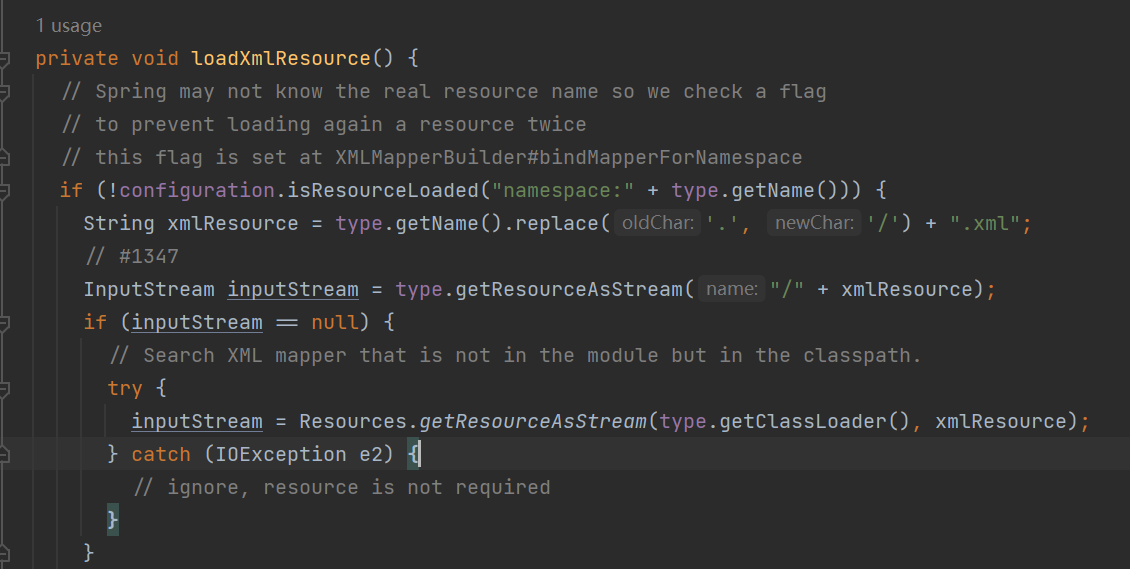 1 usage
private void loadXmlResource() {
// Spring may not know the real resource name so we check a flag
// to prevent loading again a resource twice
// this flag is set at XMLMapperBuilder#bindMapperForNamespace
if (!configuration.isResourceLoaded("namespace:" + type.getName())) {
String xmlResource = type.getName().replace( oldChar: '.', newChar: '/') + ".xml";
// #1347
InputStream inputStream = type.getResourceAsStream( name: "/" + xmlResource);
if (inputStream == null) {
// Search XML mapper that is not in the module but in the classpath.
try {
inputStream = Resources.getResourceAsStream(type.getClassLoader(), xmlResource);
} catch (IOException e2) {
// ignore, resource is not required
}
}